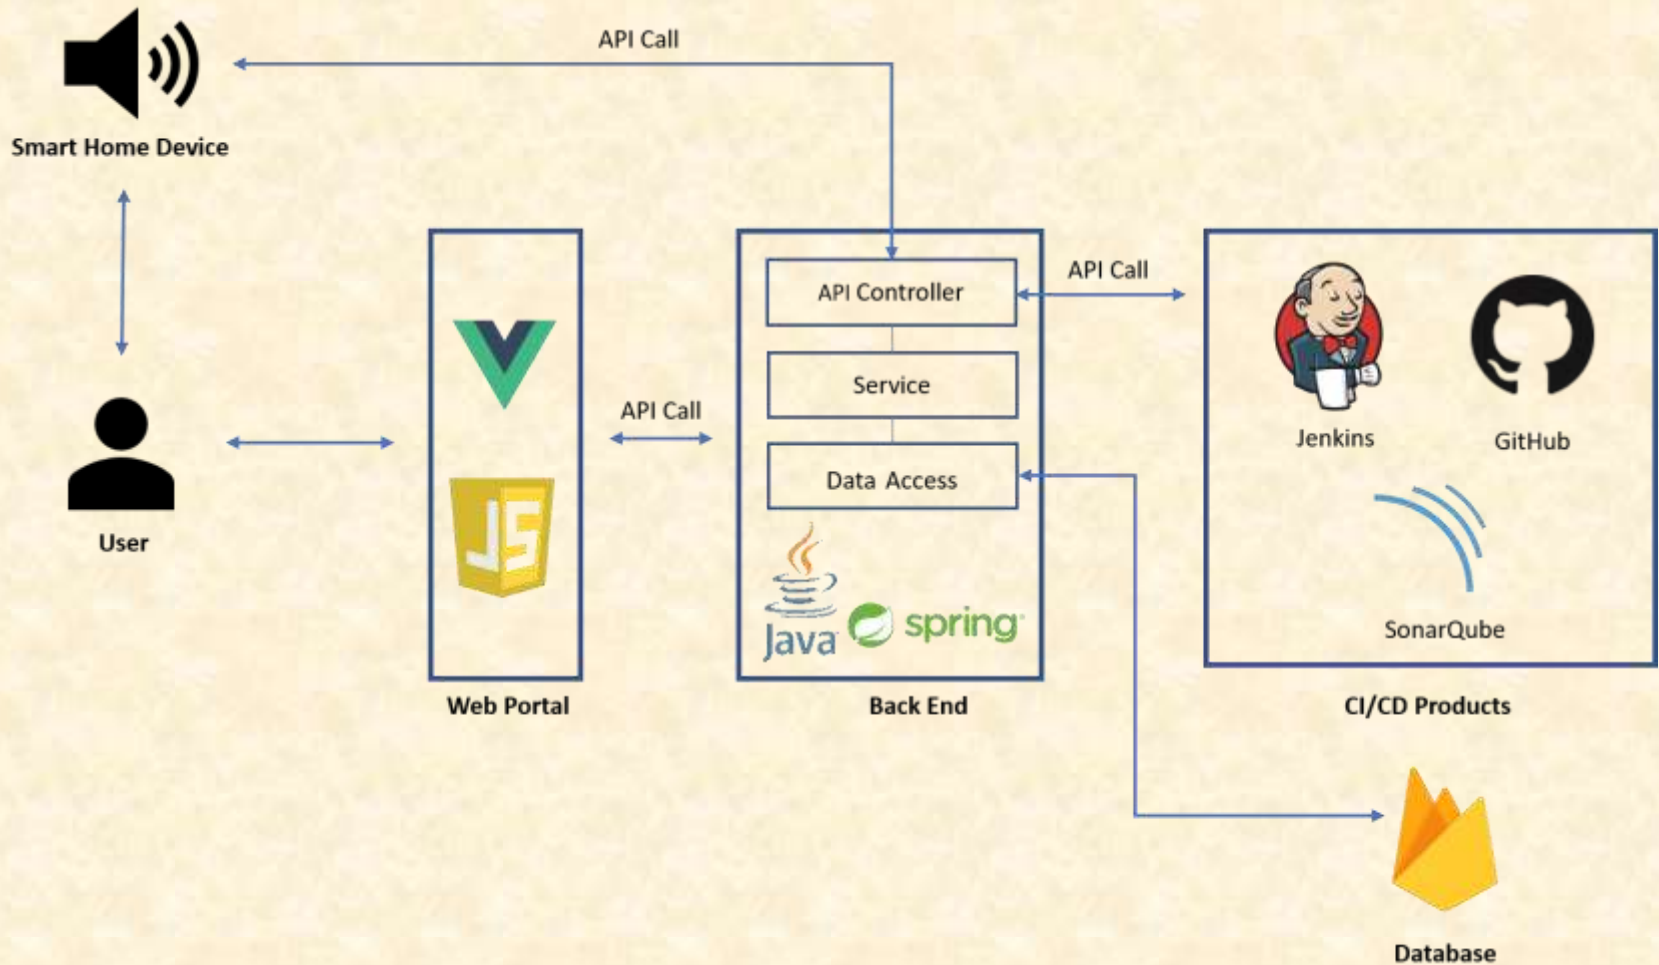 API Call
Smart Home Device
API Controller
API Call
Service
API Call
Data Access
Jenkins
GitHub
JS
User
Java
spring
SonarQube
Web Portal
Back End
CI/CD Products
Database